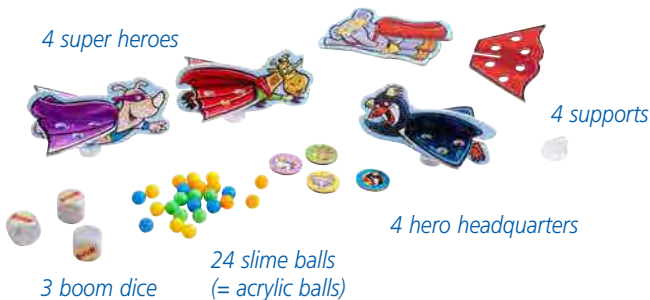 4 super heroes
4 supports
4 hero headquarters
24 slime balls
(= acrylic balls)
3 boom dice